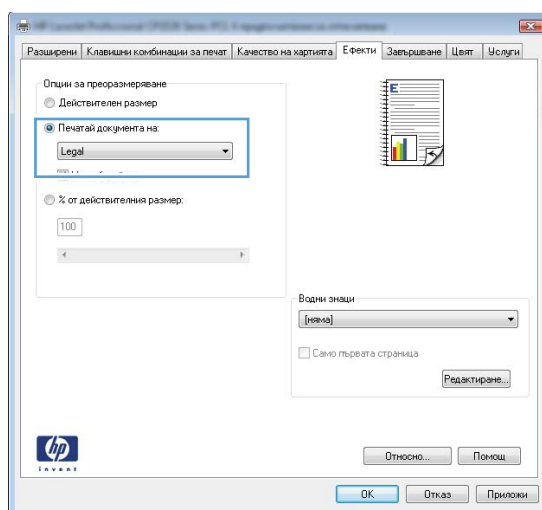 Разширени
Клавишни комбинации за печат
Качество на хартията
Ефекти
Завършване
Цвят
Услуги
Опции за преоразмеряване
Действителен размер
Печатай документа на:
Legal
% от действителния размер:
100
E
Водни знаци
[няма]
Само първата страница
Редактиране...
hp
invent
Относно...
Помощ
OK
Отказ
Приложи